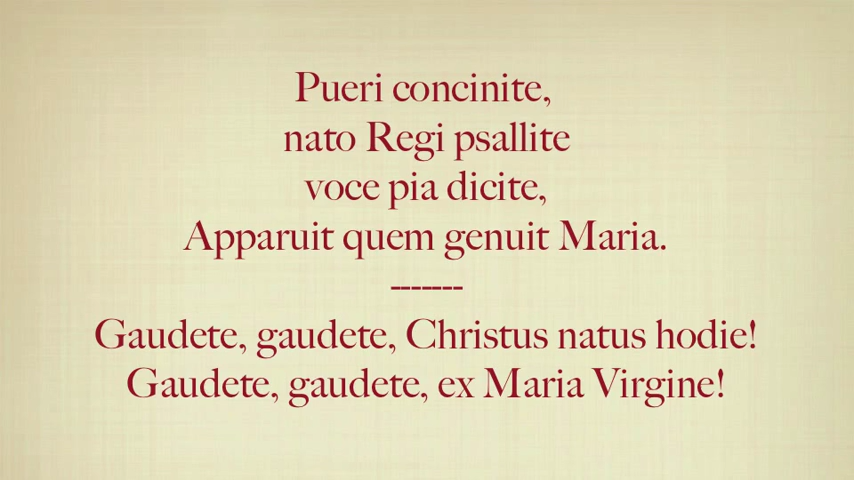 Pueri concinite,
nato Regi psallite
voce pia dicite,
Apparuit quem genuit Maria.
-------
Gaudete, gaudete, Christus natus hodie!
Gaudete, gaudete, ex Maria Virgine!